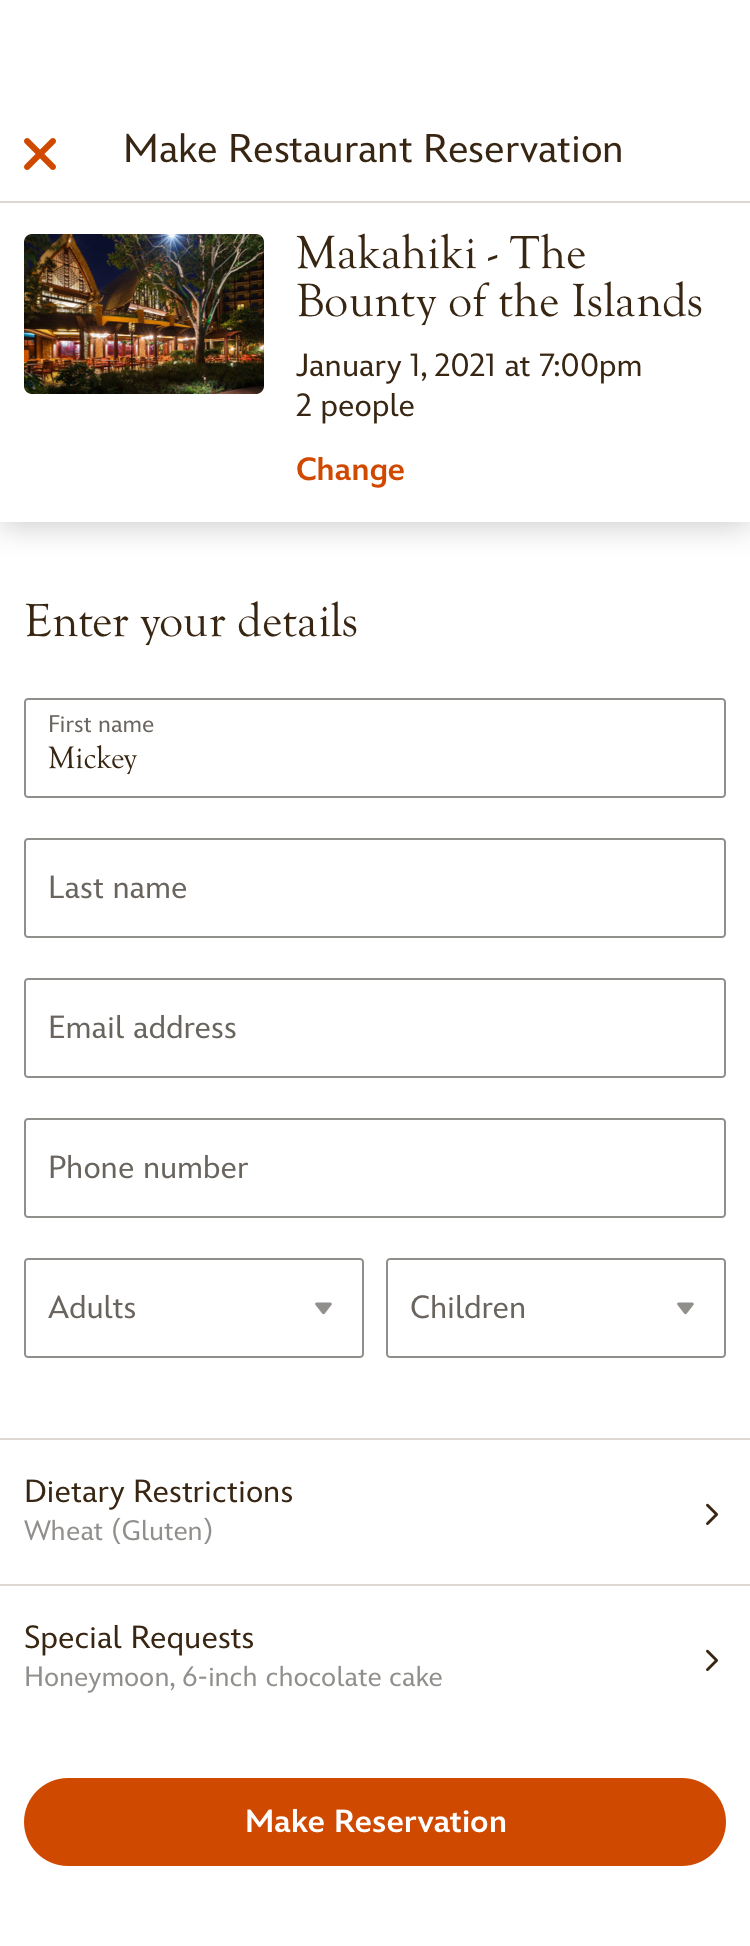 Make Restaurant Reservation
Makahiki - The
Bounty of the Islands
January 1, 2021 at 7:00pm
2 people
Change
Enter your details
First name
Mickey
Last name
Email address
Phone number
Adults
Children
Dietary Restrictions
Wheat (Gluten)
Special Requests
Honeymoon, 6-inch chocolate cake
Make Reservation